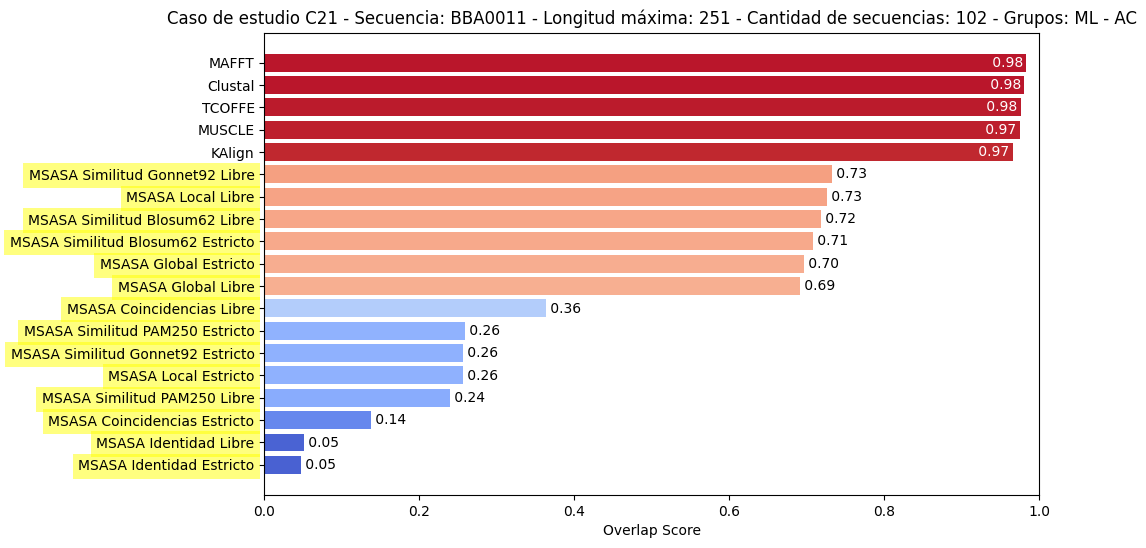 Caso de estudio C21 - Secuencia: BBA0011 - Longitud máxima: 251 - Cantidad de secuencias: 102 - Grupos: ML - AC
MAFFT 0.98
Clustal 0.98
TCOFFE 0.98
MUSCLE 0.97
KAlign 0.97
MSASA Similitud Gonnet92 Libre 0.73
MSASA Local Libre 0.73
MSASA Similitud Blosum62 Libre 0.72
MSASA Similitud Blosum62 Estricto 0.71
MSASA Global Estricto 0.70
MSASA Global Libre 0.69
MSASA Coincidencias Libre 0.36
MSASA Similitud PAM250 Estricto 0.26
MSASA Similitud Gonnet92 Estricto 0.26
MSASA Local Estricto 0.26
MSASA Similitud PAM250 Libre 0.24
MSASA Coincidencias Estricto 0.14
MSASA Identidad Libre 0.05
MSASA Identidad Estricto 0.05
0.0 0.2 0.4 0.6 0.8 1.0
Overlap Score